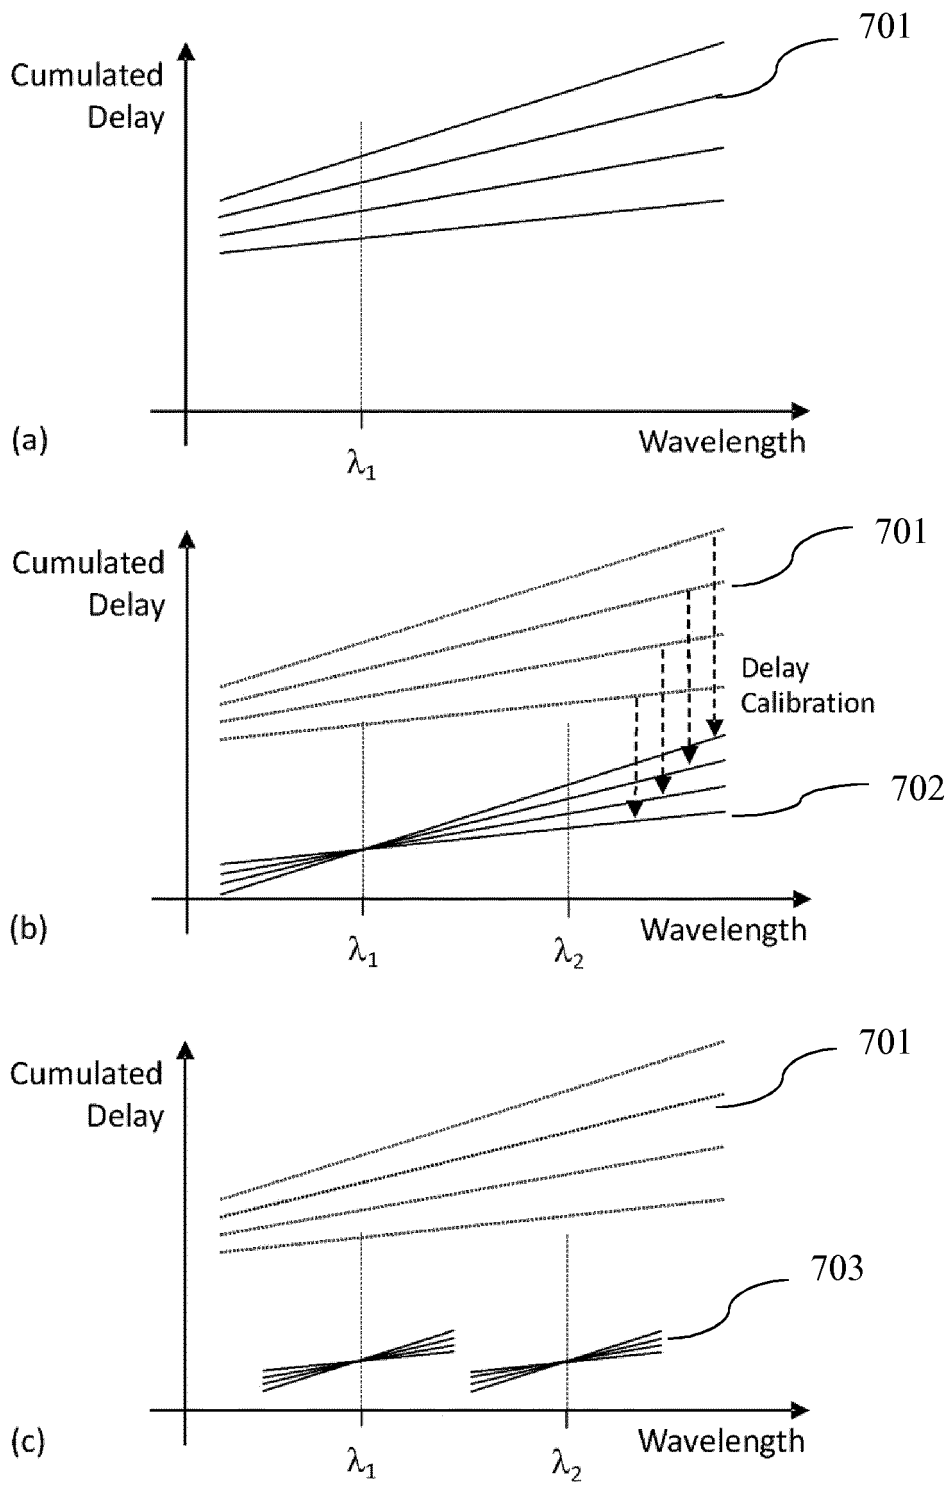 701
Cumulated
Delay
(a)
Wavelength
λ1
701
Cumulated
Delay
Delay
Calibration
702
(b)
Wavelength
λ1
λ2
701
Cumulated
Delay
703
(c)
Wavelength
λ1
λ2